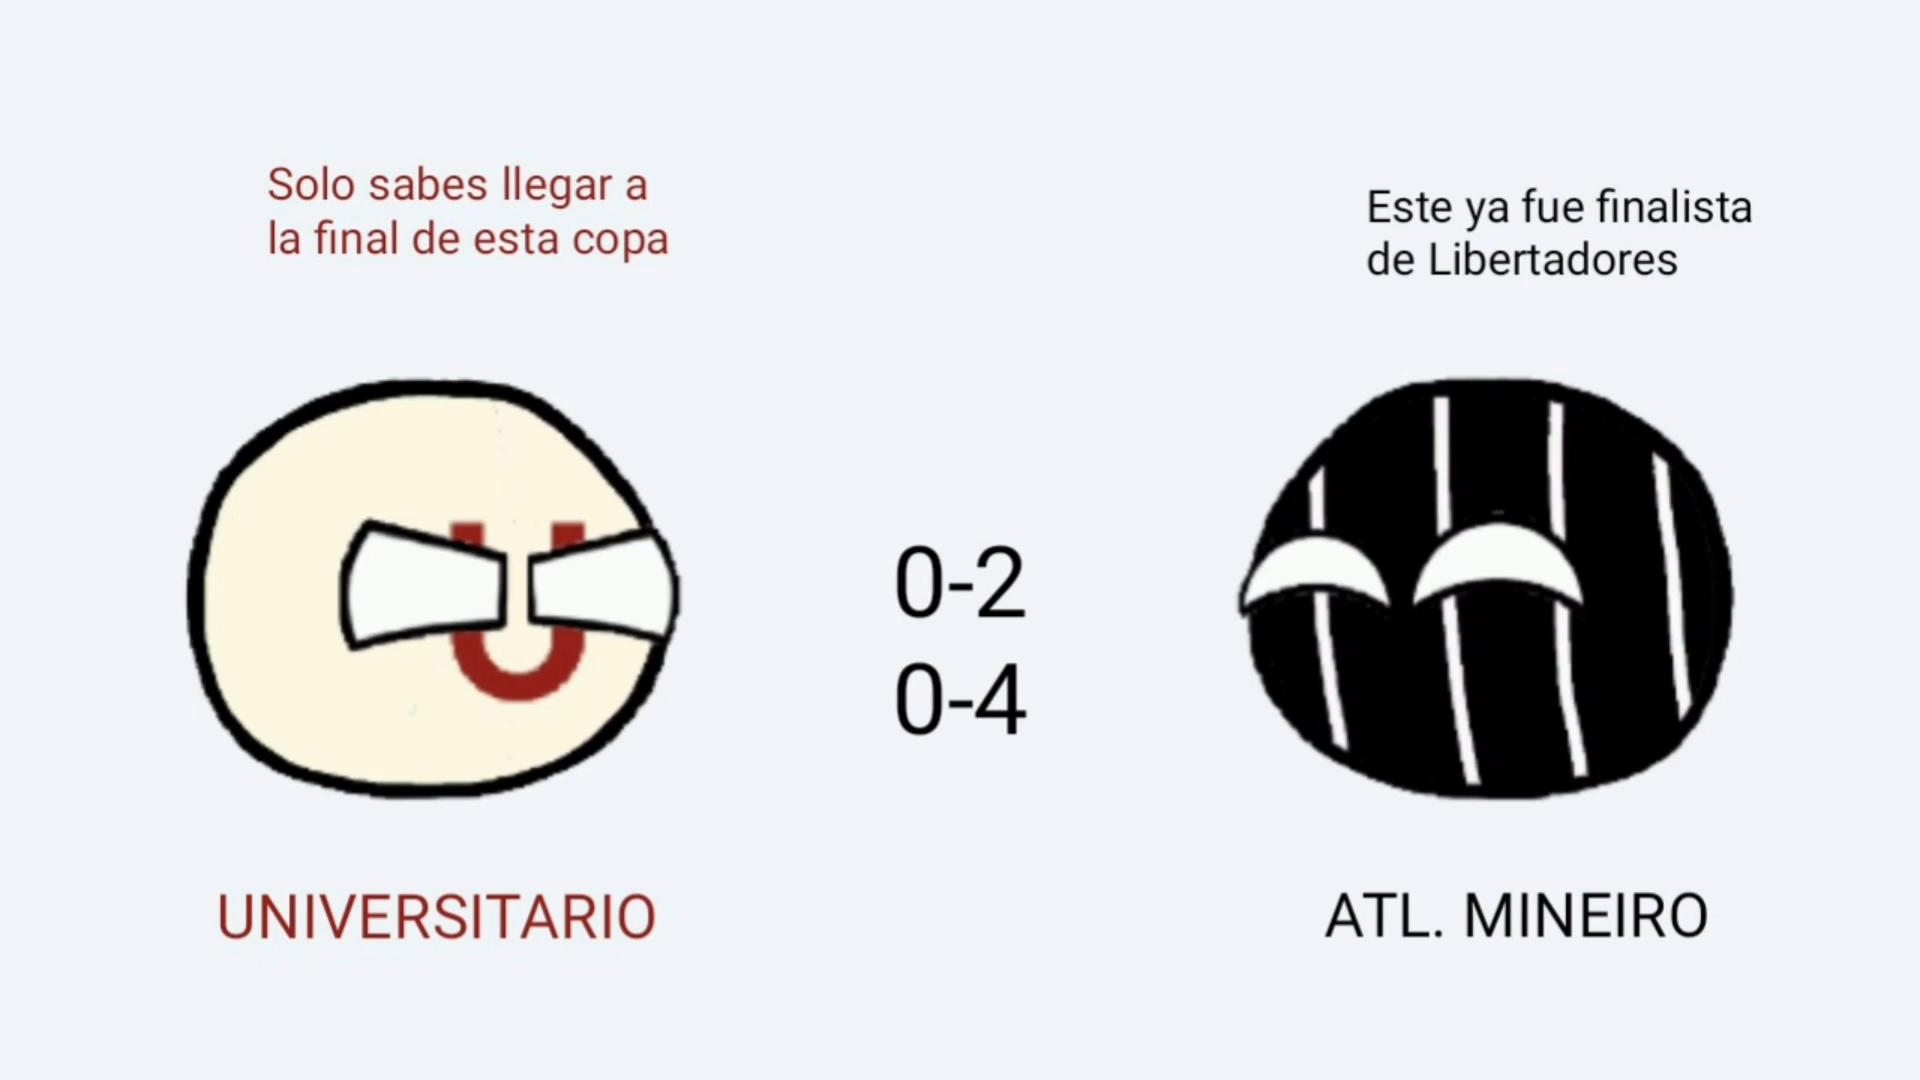 Solo sabes llegar a
la final de esta copa
Este ya fue finalista
de Libertadores
U
0-2
0-4
UNIVERSITARIO
ATL. MINEIRO